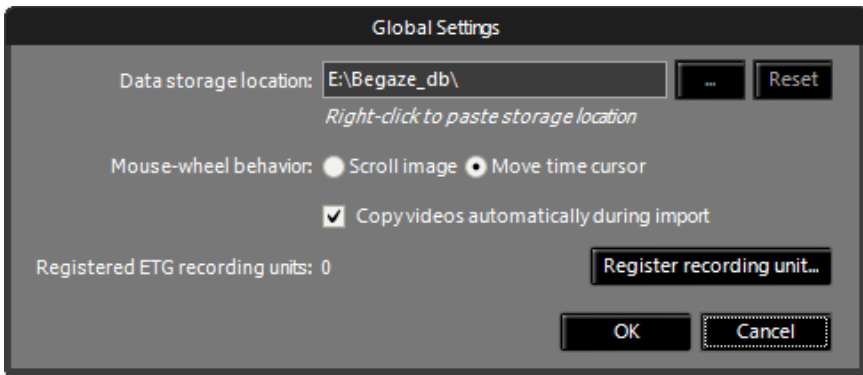 Global Settings
Data storage location: E:\Begaze_db\ ... Reset
Right-click to paste storage location
Mouse-wheel behavior: Scroll image Move time cursor
Copy videos automatically during import
Registered ETG recording units: 0 Register recording unit...
OK Cancel